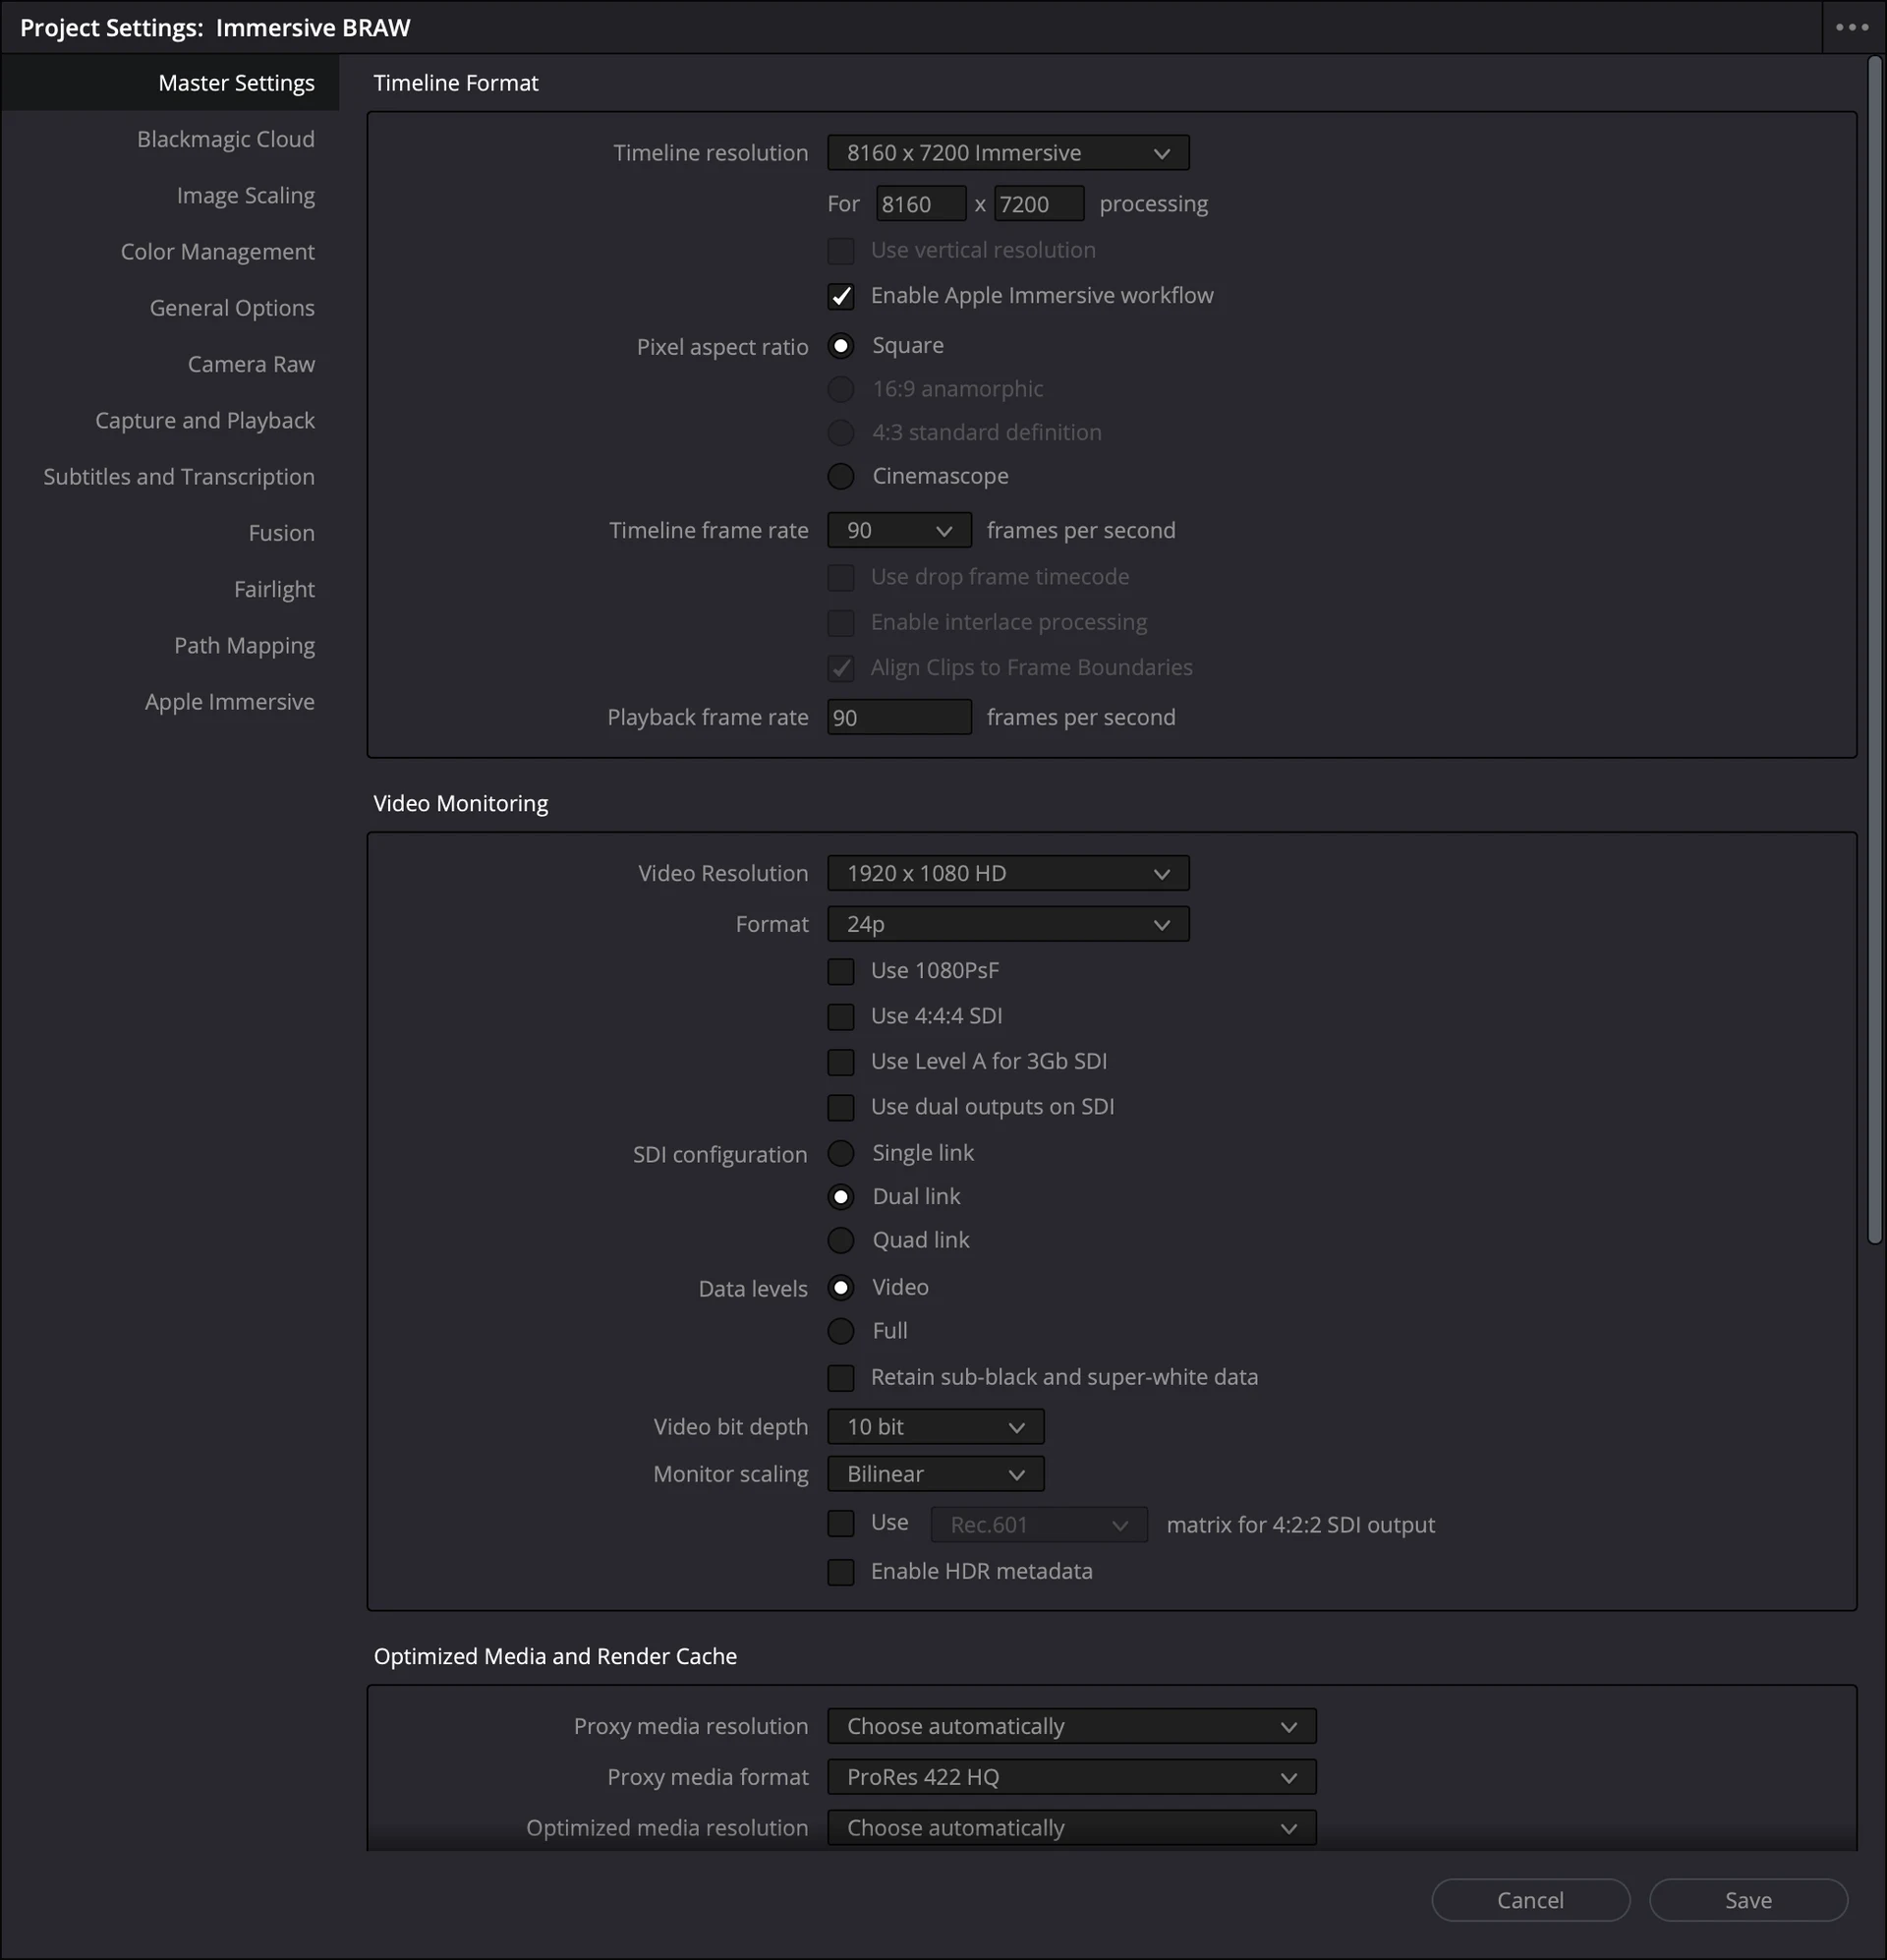 Project Settings: Immersive BRAW
Master Settings
Blackmagic Cloud
Image Scaling
Color Management
General Options
Camera Raw
Capture and Playback
Subtitles and Transcription
Fusion
Fairlight
Path Mapping
Apple Immersive
Timeline Format
Timeline resolution 8160 x 7200 Immersive
For 8160 x 7200 processing
Use vertical resolution
Enable Apple Immersive workflow
Pixel aspect ratio Square
16:9 anamorphic
4:3 standard definition
Cinemascope
Timeline frame rate 90 frames per second
Use drop frame timecode
Enable interlace processing
Align Clips to Frame Boundaries
Playback frame rate 90 frames per second
Video Monitoring
Video Resolution 1920 x 1080 HD
Format 24p
Use 1080PsF
Use 4:4:4 SDI
Use Level A for 3Gb SDI
Use dual outputs on SDI
SDI configuration Single link
Dual link
Quad link
Data levels Video
Full
Retain sub-black and super-white data
Video bit depth 10 bit
Monitor scaling Bilinear
Use Rec.601 matrix for 4:2:2 SDI output
Enable HDR metadata
Optimized Media and Render Cache
Proxy media resolution Choose automatically
Proxy media format ProRes 422 HQ
Optimized media resolution Choose automatically
Cancel Save